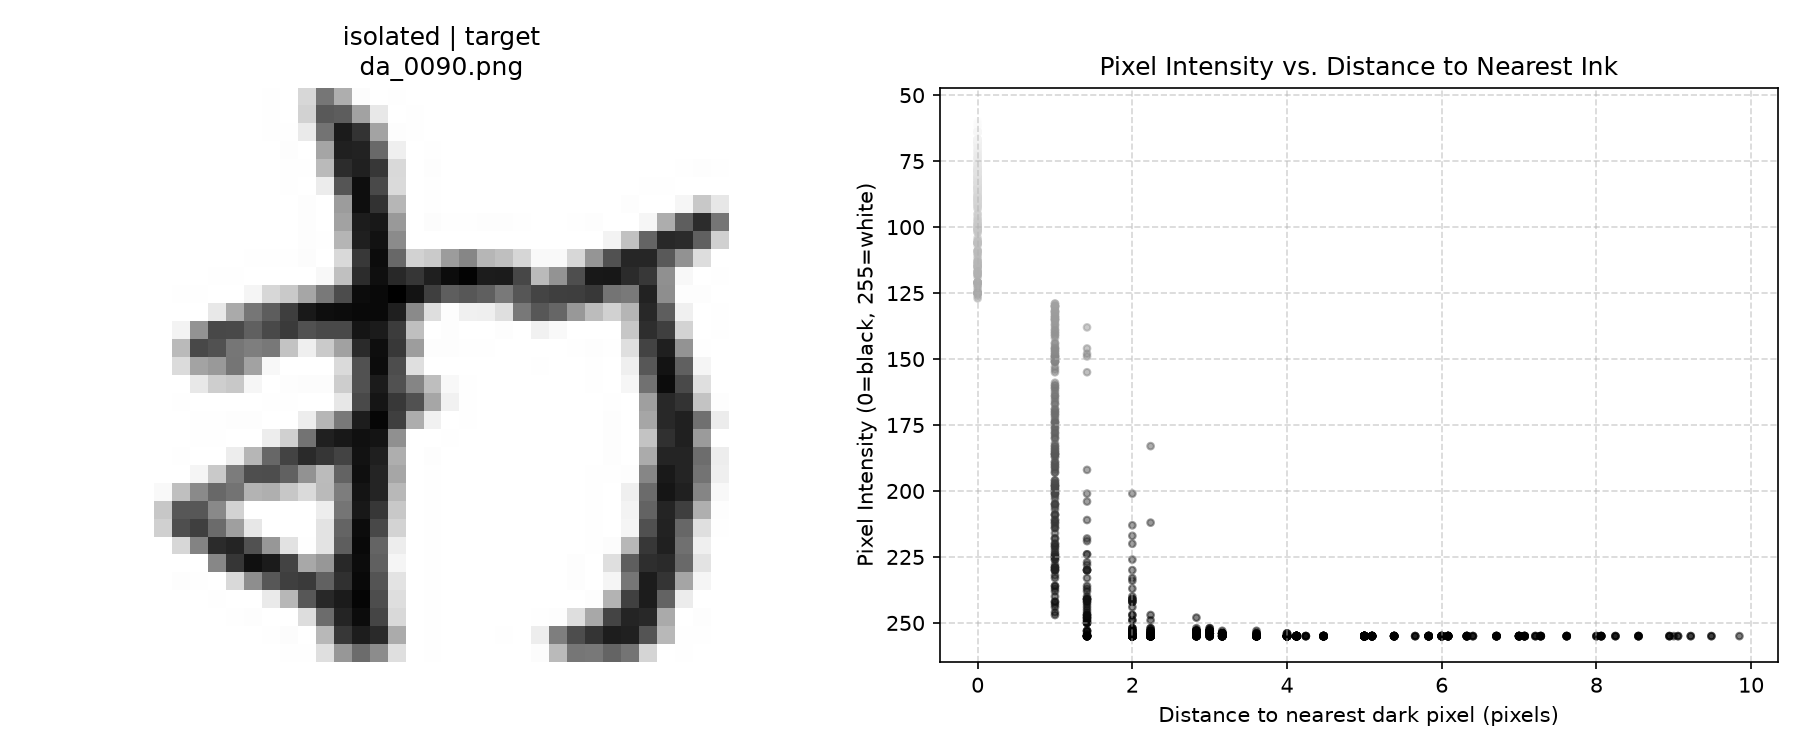 isolated | target
da_0090.png
Pixel Intensity vs. Distance to Nearest Ink
Pixel Intensity (0=black, 255=white)
50
75
100
125
150
175
200
225
250
0 2 4 6 8 10
Distance to nearest dark pixel (pixels)